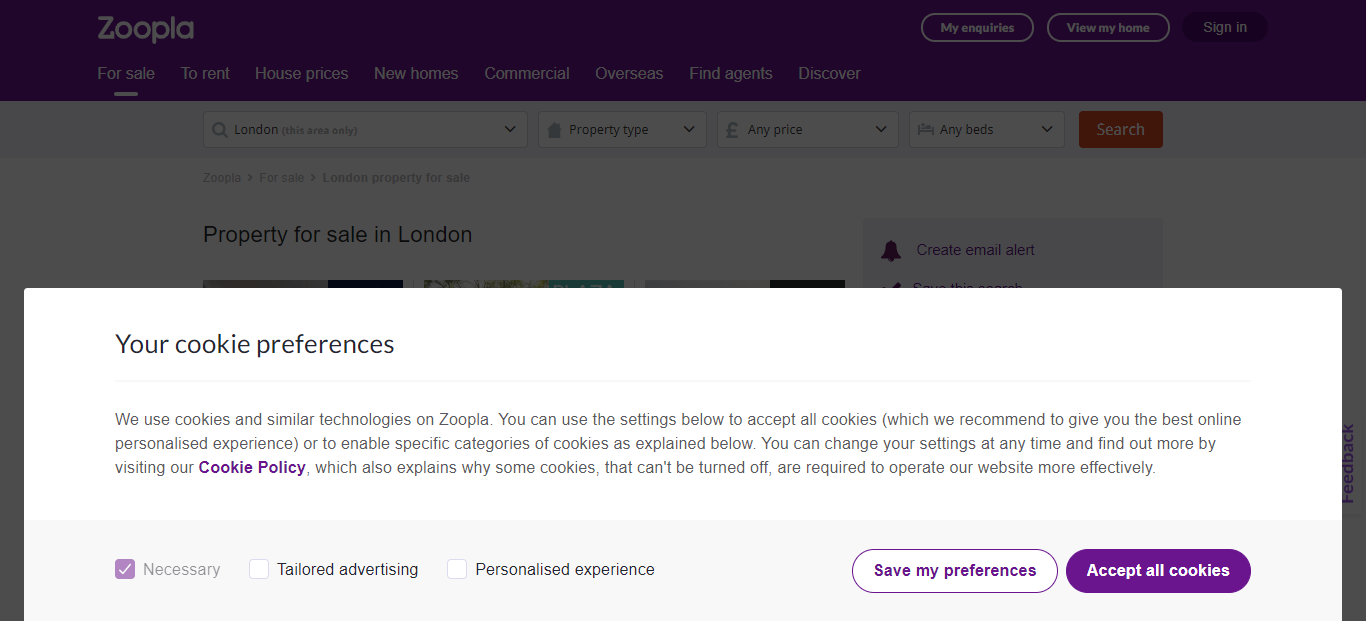 Zoopla
My enquiries
View my home
Sign in
For sale
To rent
House prices
New homes
Commercial
Overseas
Find agents
Discover
London (this area only)
Property type
£ Any price
Any beds
Search
Zoopla > For sale > London property for sale
Property for sale in London
Create email alert
Save this search
PLAZA
Your cookie preferences
We use cookies and similar technologies on Zoopla. You can use the settings below to accept all cookies (which we recommend to give you the best online
personalised experience) or to enable specific categories of cookies as explained below. You can change your settings at any time and find out more by
visiting our Cookie Policy, which also explains why some cookies, that can't be turned off, are required to operate our website more effectively.
Feedback
Necessary
Tailored advertising
Personalised experience
Save my preferences
Accept all cookies